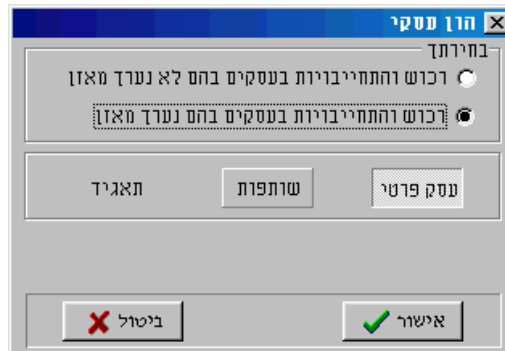 הון עסקי
בחירתך
רכוש והתחייבויות בעסקים בהם לא נערך מאזן
רכוש והתחייבויות בעסקים בהם נערך מאזן
עסק פרטי שותפות תאגיד
אישור ביטול